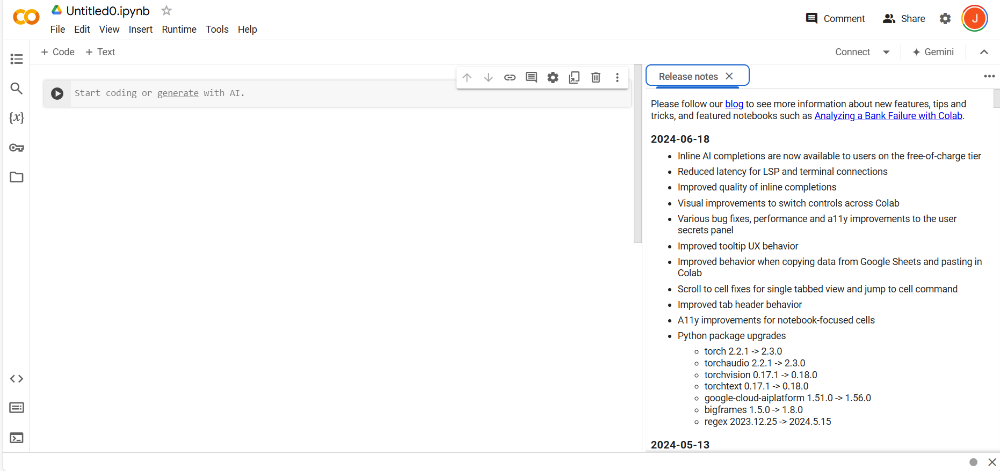 Untitled0.ipynb
File Edit View Insert Runtime Tools Help
Comment Share J
+ Code + Text
Connect Gemini
Start coding or generate with AI.
Release notes
Please follow our blog to see more information about new features, tips and
tricks, and featured notebooks such as Analyzing a Bank Failure with Colab.
2024-06-18
Inline AI completions are now available to users on the free-of-charge tier
Reduced latency for LSP and terminal connections
Improved quality of inline completions
Visual improvements to switch controls across Colab
Various bug fixes, performance and a11y improvements to the user
secrets panel
Improved tooltip UX behavior
Improved behavior when copying data from Google Sheets and pasting in
Colab
Scroll to cell fixes for single tabbed view and jump to cell command
Improved tab header behavior
A11y improvements for notebook-focused cells
Python package upgrades
torch 2.2.1 -> 2.3.0
torchaudio 2.2.1 -> 2.3.0
torchvision 0.17.1 -> 0.18.0
torchtext 0.17.1 -> 0.18.0
google-cloud-aiplatform 1.51.0 -> 1.56.0
bigframes 1.5.0 -> 1.8.0
regex 2023.12.25 -> 2024.5.15
2024-05-13